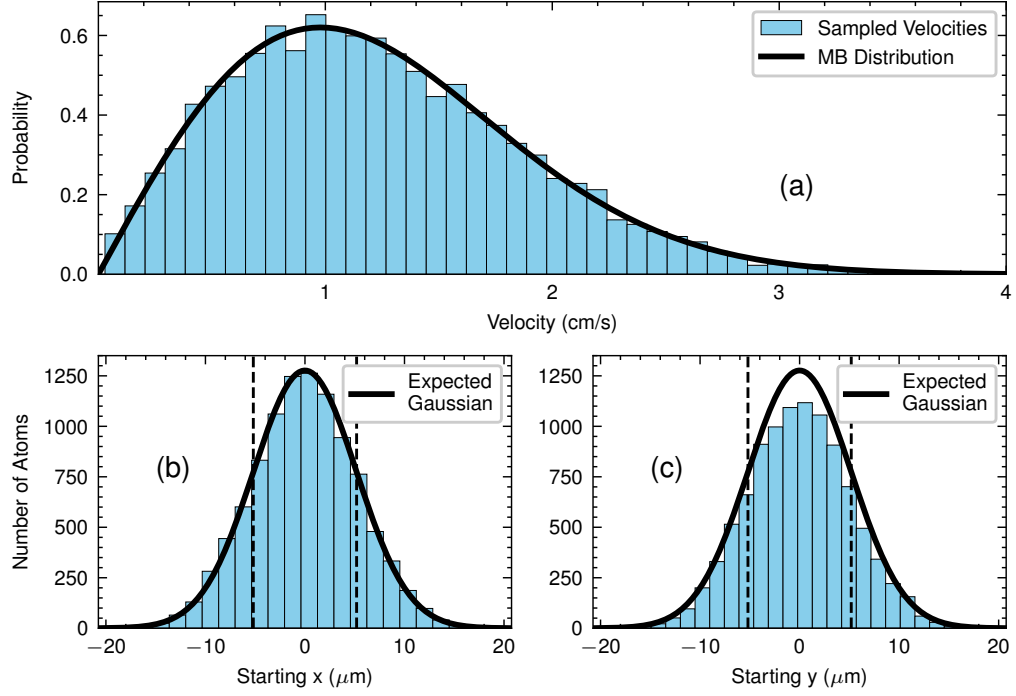 Sampled Velocities
MB Distribution
Probability
0.6
0.4
0.2
0.0
(a)
1
2
3
4
Velocity (cm/s)
Number of Atoms
1250
1000
750
500
250
0
Expected
Gaussian
(b)
−20
−10
0
10
20
Starting x (μm)
1250
1000
750
500
250
0
Expected
Gaussian
(c)
−20
−10
0
10
20
Starting y (μm)